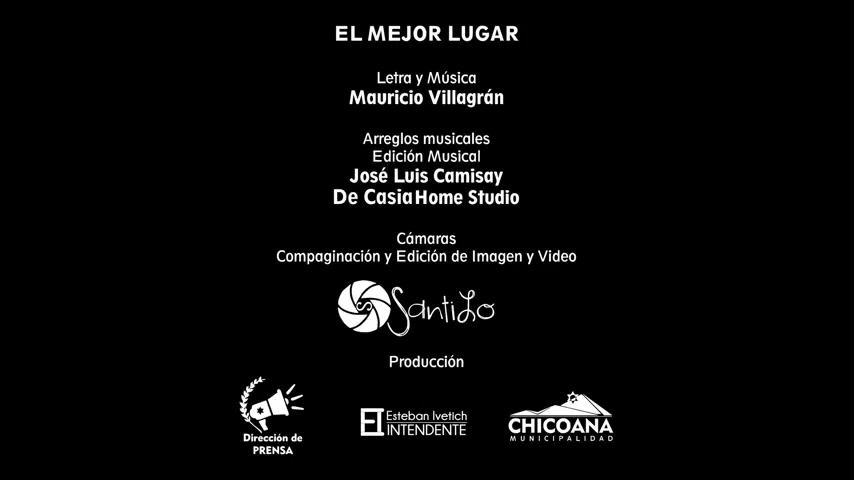 EL MEJOR LUGAR
Letra y Música
Mauricio Villagrán
Arreglos musicales
Edición Musical
José Luis Camisay
De Casia Home Studio
Cámaras
Compaginación y Edición de Imagen y Video
SantiLo
Producción
Dirección de
PRENSA
EI Esteban Ivetich
INTENDENTE
CHICOANA
MUNICIPALIDAD